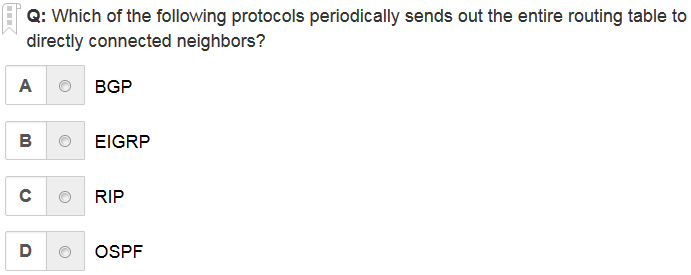 Q: Which of the following protocols periodically sends out the entire routing table to
directly connected neighbors?
A BGP
B EIGRP
C RIP
D OSPF